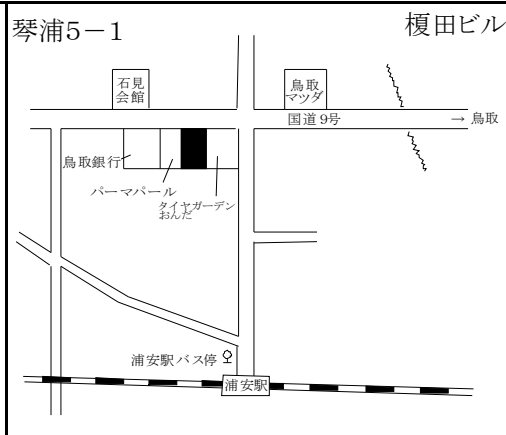 琴浦5－1
榎田ビル
石見
会館
鳥取
マツダ
国道9号
→ 鳥取
鳥取銀行
パーマパール
タイヤガーデン
おんだ
浦安駅バス停
浦安駅